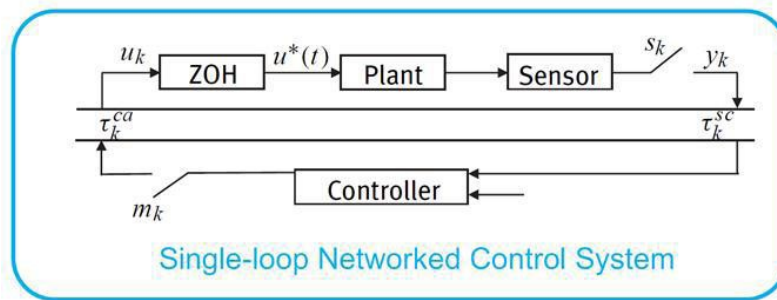 u_k ZOH u*(t) Plant Sensor s_k y_k
τ_k^{ca} τ_k^{sc}
m_k Controller
Single-loop Networked Control System